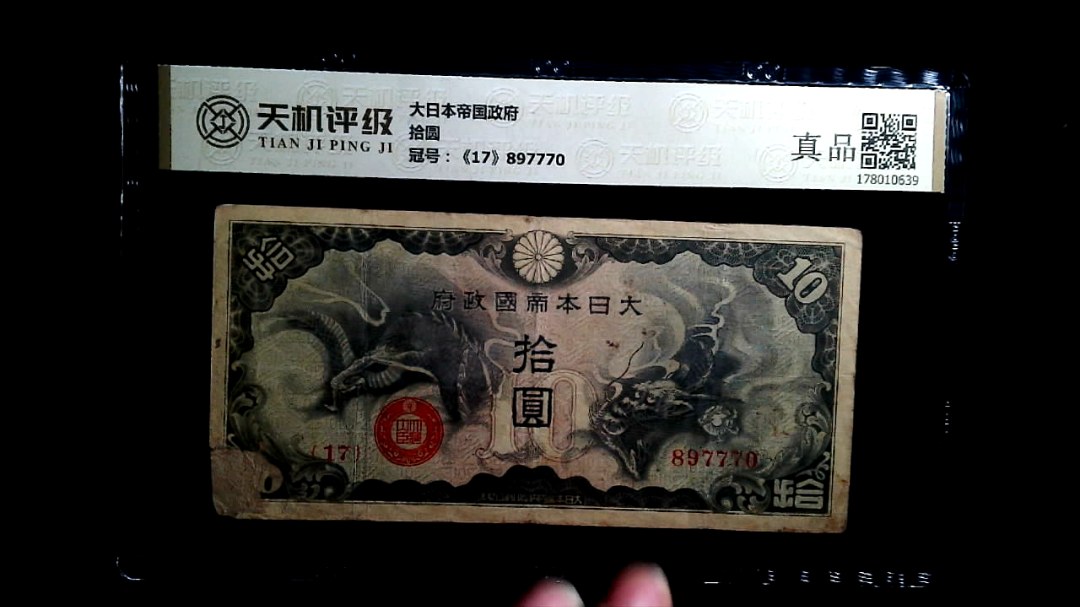 天机评级
TIAN JI PING JI
大日本帝国政府
拾圆
冠号：《17》897770
真品
178010639
拾
10
府政國帝本日大
拾
圓
10
(17)
897770
拾